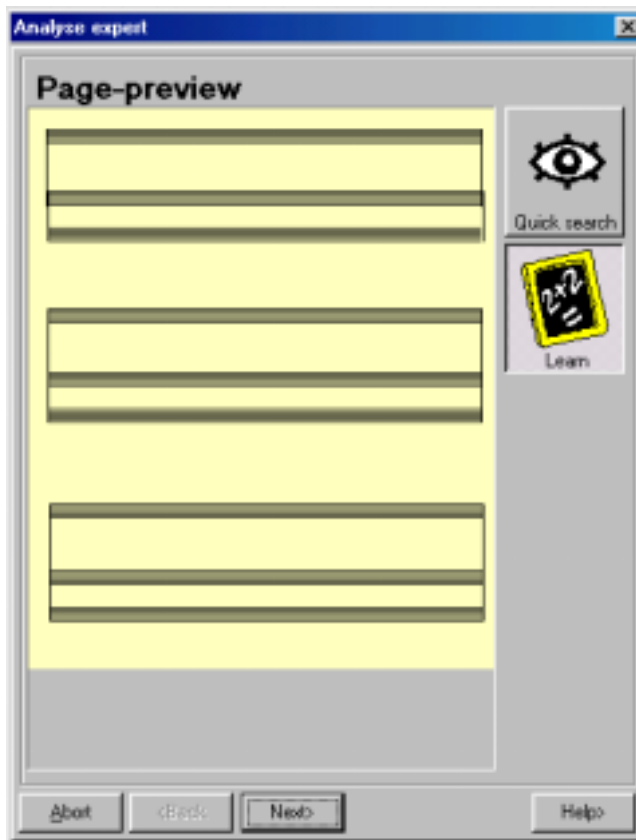 Analyse expert
Page-preview
Quick search
2x2
=
Learn
Abort
<Back
Next>
Help>